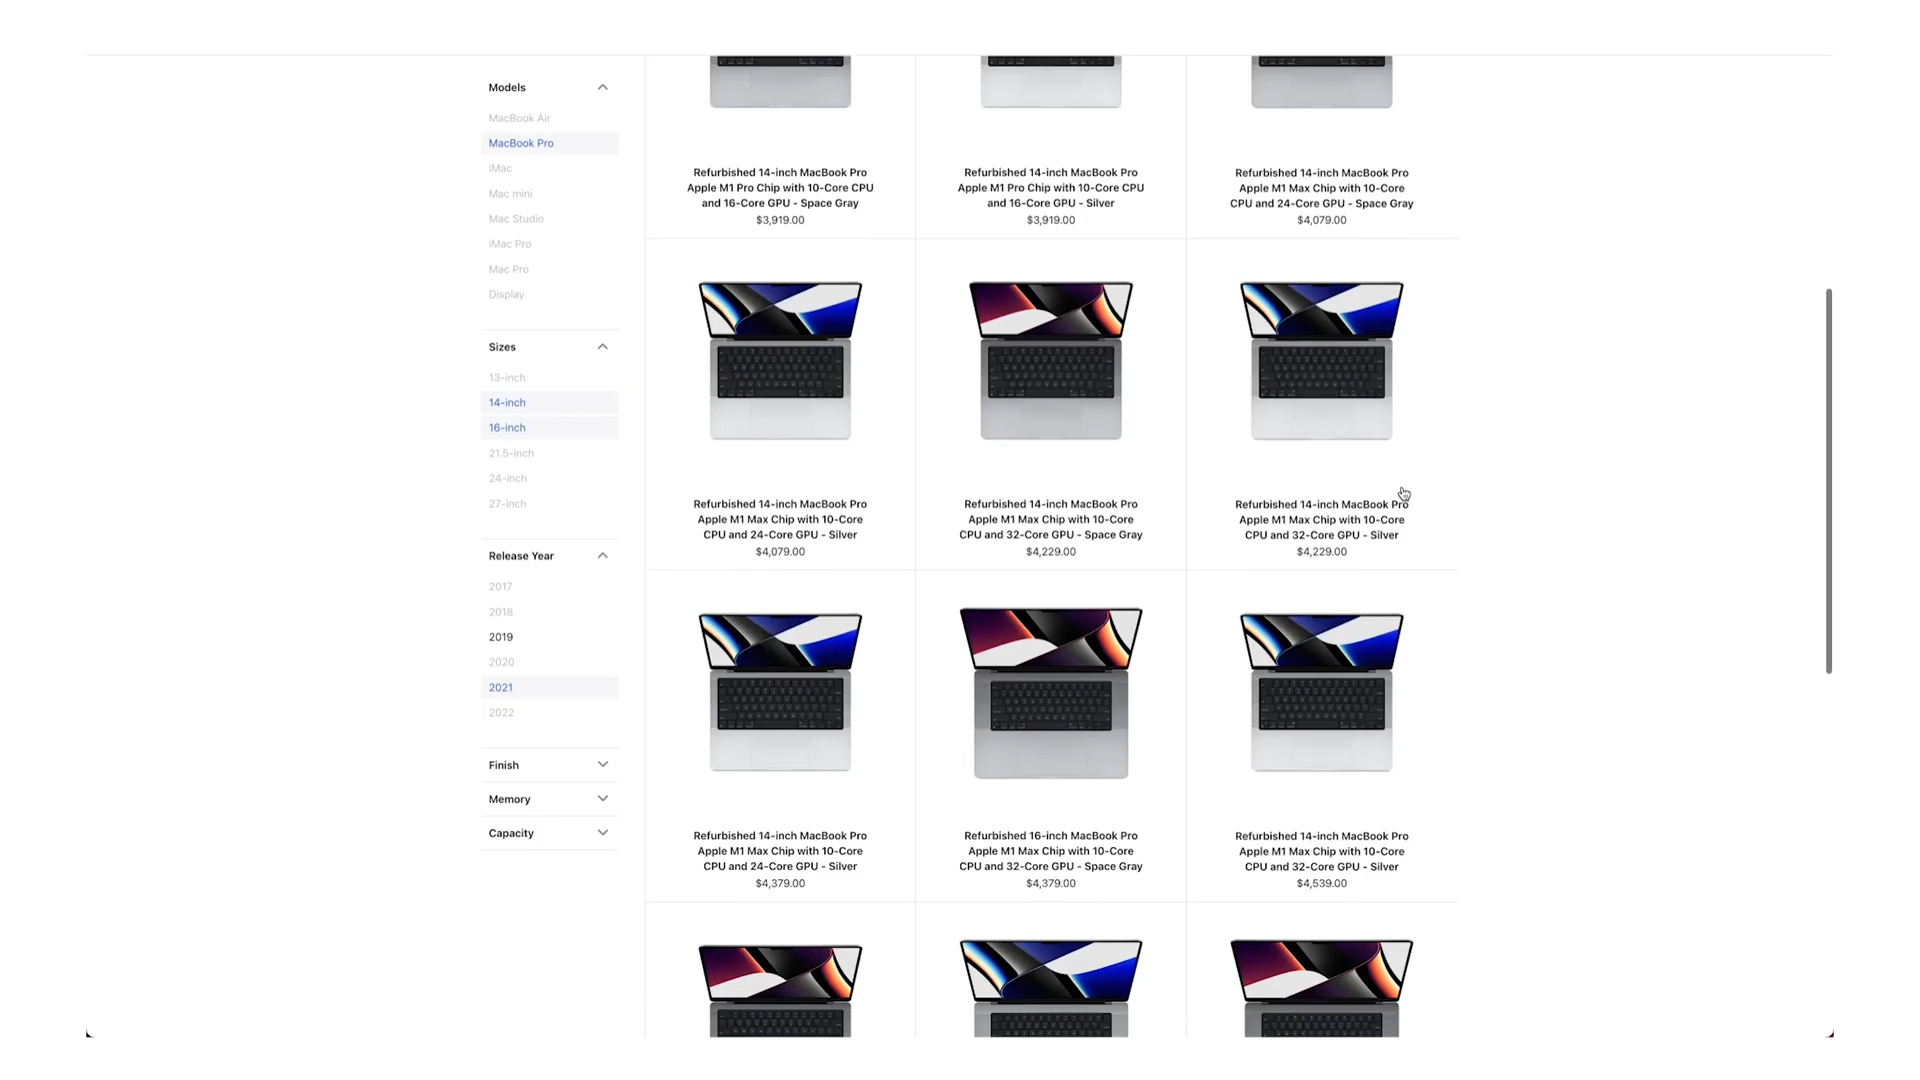 Models
MacBook Air
MacBook Pro
iMac
Mac mini
Mac Studio
iMac Pro
Mac Pro
Display
Sizes
13-inch
14-inch
16-inch
21.5-inch
24-inch
27-inch
Release Year
2017
2018
2019
2020
2021
2022
Finish
Memory
Capacity
Refurbished 14-inch MacBook Pro
Apple M1 Pro Chip with 10-Core CPU
and 16-Core GPU - Space Gray
$3,919.00
Refurbished 14-inch MacBook Pro
Apple M1 Pro Chip with 10-Core CPU
and 16-Core GPU - Silver
$3,919.00
Refurbished 14-inch MacBook Pro
Apple M1 Max Chip with 10-Core
CPU and 24-Core GPU - Space Gray
$4,079.00
Refurbished 14-inch MacBook Pro
Apple M1 Max Chip with 10-Core
CPU and 24-Core GPU - Silver
$4,079.00
Refurbished 14-inch MacBook Pro
Apple M1 Max Chip with 10-Core
CPU and 32-Core GPU - Space Gray
$4,229.00
Refurbished 14-inch MacBook Pro
Apple M1 Max Chip with 10-Core
CPU and 32-Core GPU - Silver
$4,229.00
Refurbished 14-inch MacBook Pro
Apple M1 Max Chip with 10-Core
CPU and 24-Core GPU - Silver
$4,379.00
Refurbished 16-inch MacBook Pro
Apple M1 Max Chip with 10-Core
CPU and 32-Core GPU - Space Gray
$4,379.00
Refurbished 14-inch MacBook Pro
Apple M1 Max Chip with 10-Core
CPU and 32-Core GPU - Silver
$4,539.00